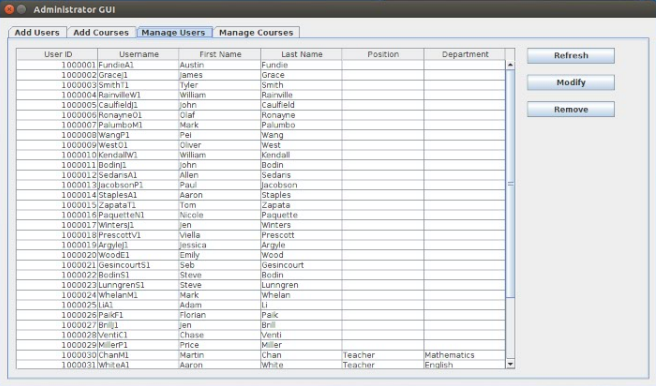 Administrator GUI
Add Users Add Courses Manage Users Manage Courses
User ID Username First Name Last Name Position Department
1000001 FundieA1 Austin Fundie
1000002 GraceJ1 James Grace
1000003 SmithT1 Tyler Smith
1000004 RainvilleW1 William Rainville
1000005 CaulfieldJ1 John Caulfield
1000006 RonayneO1 Olaf Ronayne
1000007 PalumboM1 Mark Palumbo
1000008 WangP1 Pei Wang
1000009 WestO1 Oliver West
1000010 KendallW1 William Kendall
1000011 BodinJ1 John Bodin
1000012 SedarisA1 Allen Sedaris
1000013 JacobsonP1 Paul Jacobson
1000014 StaplesA1 Aaron Staples
1000015 ZapataT1 Tom Zapata
1000016 PaquetteN1 Nicole Paquette
1000017 WintersJ1 Jen Winters
1000018 PrescottV1 Viella Prescott
1000019 ArgyleJ1 Jessica Argyle
1000020 WoodE1 Emily Wood
1000021 GesincourtS1 Seb Gesincourt
1000022 BodinS1 Steve Bodin
1000023 LunngrenS1 Steve Lunngren
1000024 WhelanM1 Mark Whelan
1000025 LiA1 Adam Li
1000026 PaikF1 Florian Paik
1000027 BrillJ1 Jen Brill
1000028 VentiC1 Chase Venti
1000029 MillerP1 Price Miller
1000030 ChanM1 Martin Chan Teacher Mathematics
1000031 WhiteA1 Aaron White Teacher English
Refresh
Modify
Remove